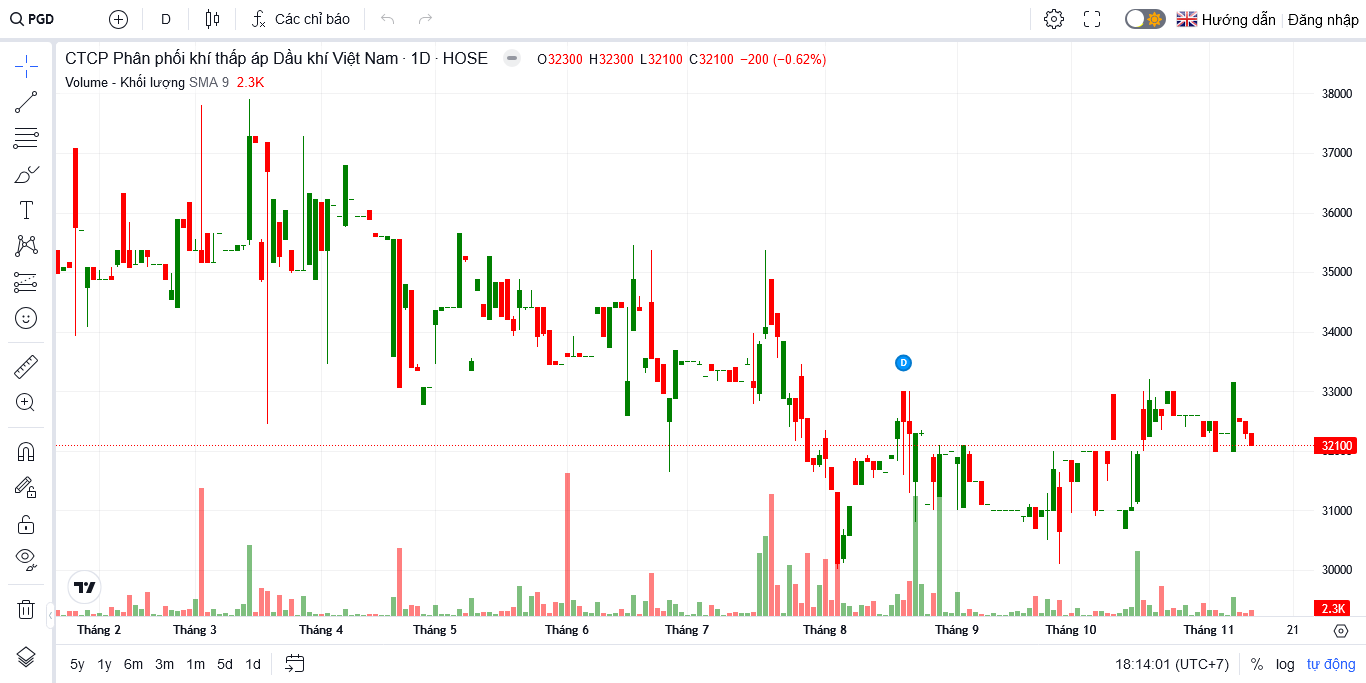 PGD D Các chỉ báo Hướng dẫn Đăng nhập
CTCP Phân phối khí thấp áp Dầu khí Việt Nam · 1D · HOSE O32300 H32300 L32100 C32100 −200 (−0.62%)
Volume - Khối lượng SMA 9 2.3K
38000
37000
36000
35000
34000
33000
D
32100
31000
30000
2.3K
Tháng 2 Tháng 3 Tháng 4 Tháng 5 Tháng 6 Tháng 7 Tháng 8 Tháng 9 Tháng 10 Tháng 11 21
5y 1y 6m 3m 1m 5d 1d 18:14:01 (UTC+7) % log tự động